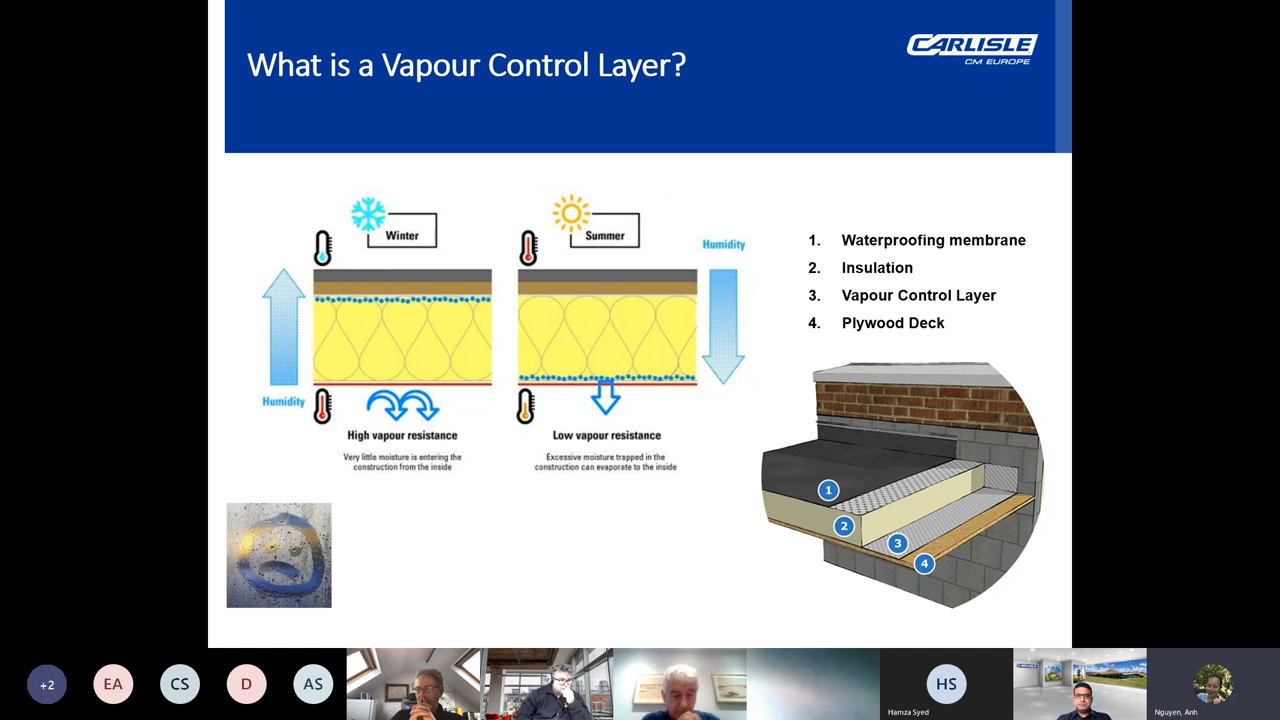 What is a Vapour Control Layer?
CARLISLE
CM EUROPE
Winter
Summer
Humidity
Humidity
High vapour resistance
Very little moisture is entering the
construction from the inside
Low vapour resistance
Excessive moisture trapped in the
construction can evaporate to the inside
1. Waterproofing membrane
2. Insulation
3. Vapour Control Layer
4. Plywood Deck
1
2
3
4
+2
EA
CS
D
AS
HS
Hamza Syed
CARLISLE
Nguyen, Anh